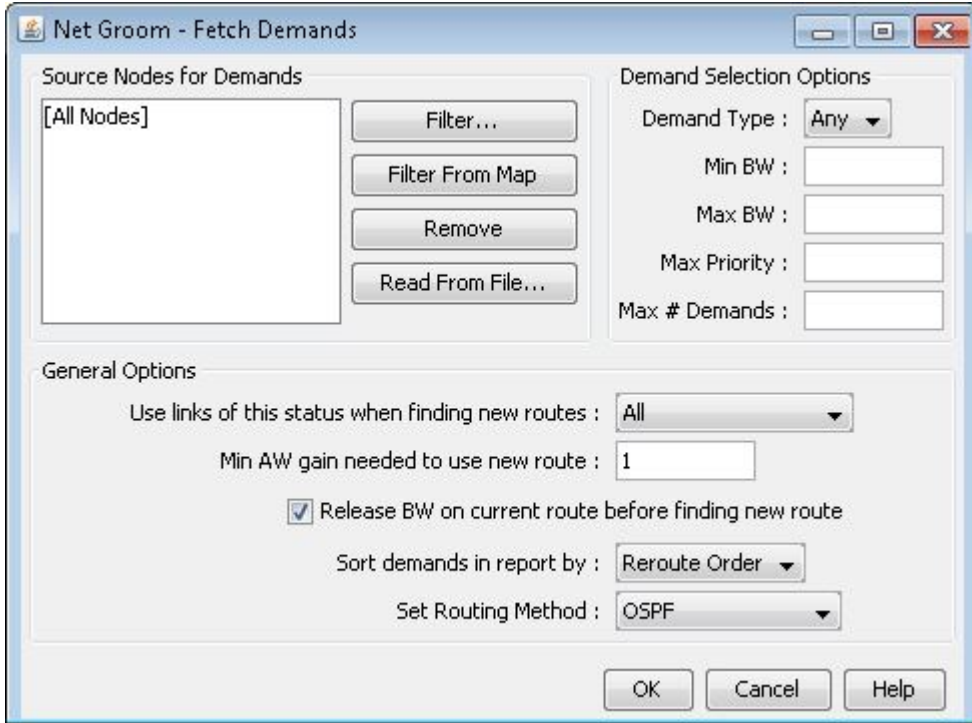 Net Groom - Fetch Demands
Source Nodes for Demands
[All Nodes]
Filter...
Filter From Map
Remove
Read From File...
Demand Selection Options
Demand Type : Any
Min BW :
Max BW :
Max Priority :
Max # Demands :
General Options
Use links of this status when finding new routes : All
Min AW gain needed to use new route : 1
Release BW on current route before finding new route
Sort demands in report by : Reroute Order
Set Routing Method : OSPF
OK Cancel Help